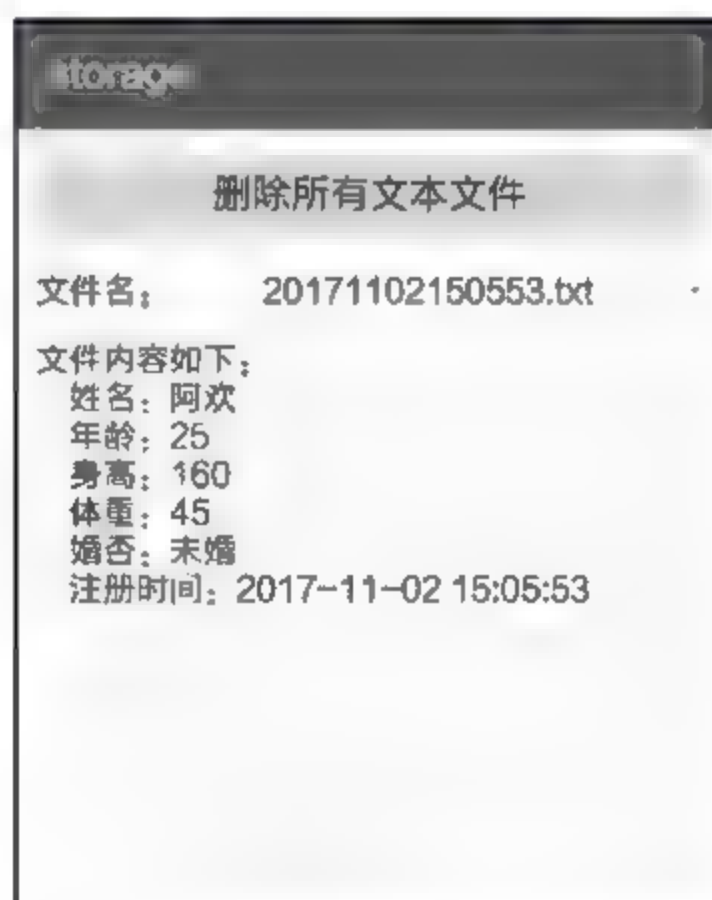 storage
删除所有文本文件
文件名： 20171102150553.txt
文件内容如下：
姓名：阿欢
年龄：25
身高：160
体重：45
婚否：未婚
注册时间：2017-11-02 15:05:53